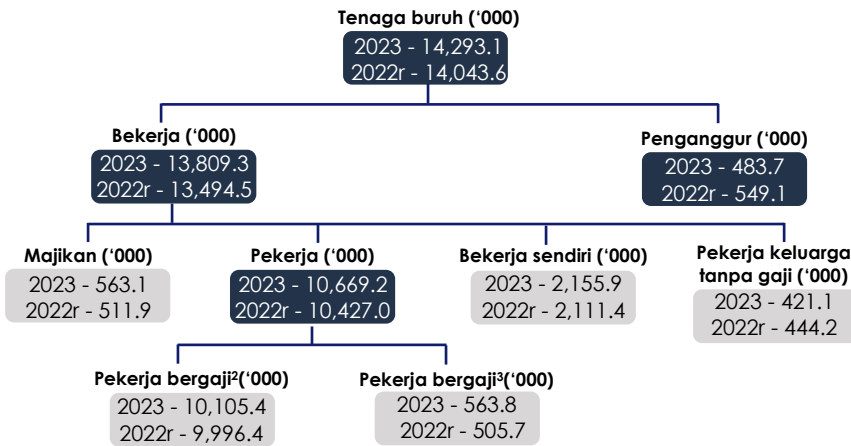 Tenaga buruh (‘000)
2023 - 14,293.1
2022r - 14,043.6
Bekerja (‘000)
2023 - 13,809.3
2022r - 13,494.5
Penganggur (‘000)
2023 - 483.7
2022r - 549.1
Majikan (‘000)
2023 - 563.1
2022r - 511.9
Pekerja (‘000)
2023 - 10,669.2
2022r - 10,427.0
Bekerja sendiri (‘000)
2023 - 2,155.9
2022r - 2,111.4
Pekerja keluarga
tanpa gaji (‘000)
2023 - 421.1
2022r - 444.2
Pekerja bergaji²(‘000)
2023 - 10,105.4
2022r - 9,996.4
Pekerja bergaji³(‘000)
2023 - 563.8
2022r - 505.7